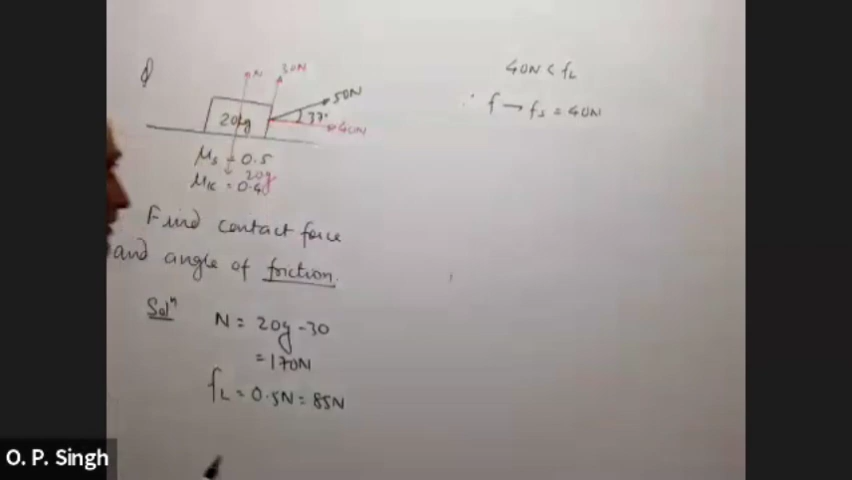 Q
N
30N
50N
37°
40N
20kg
μs = 0.5
20g
μk = 0.4
Find contact force
and angle of friction.
Solⁿ
N = 20g - 30
= 170N
fL = 0.5N = 85N
40N < fL
∴ f → fs = 40N
O. P. Singh